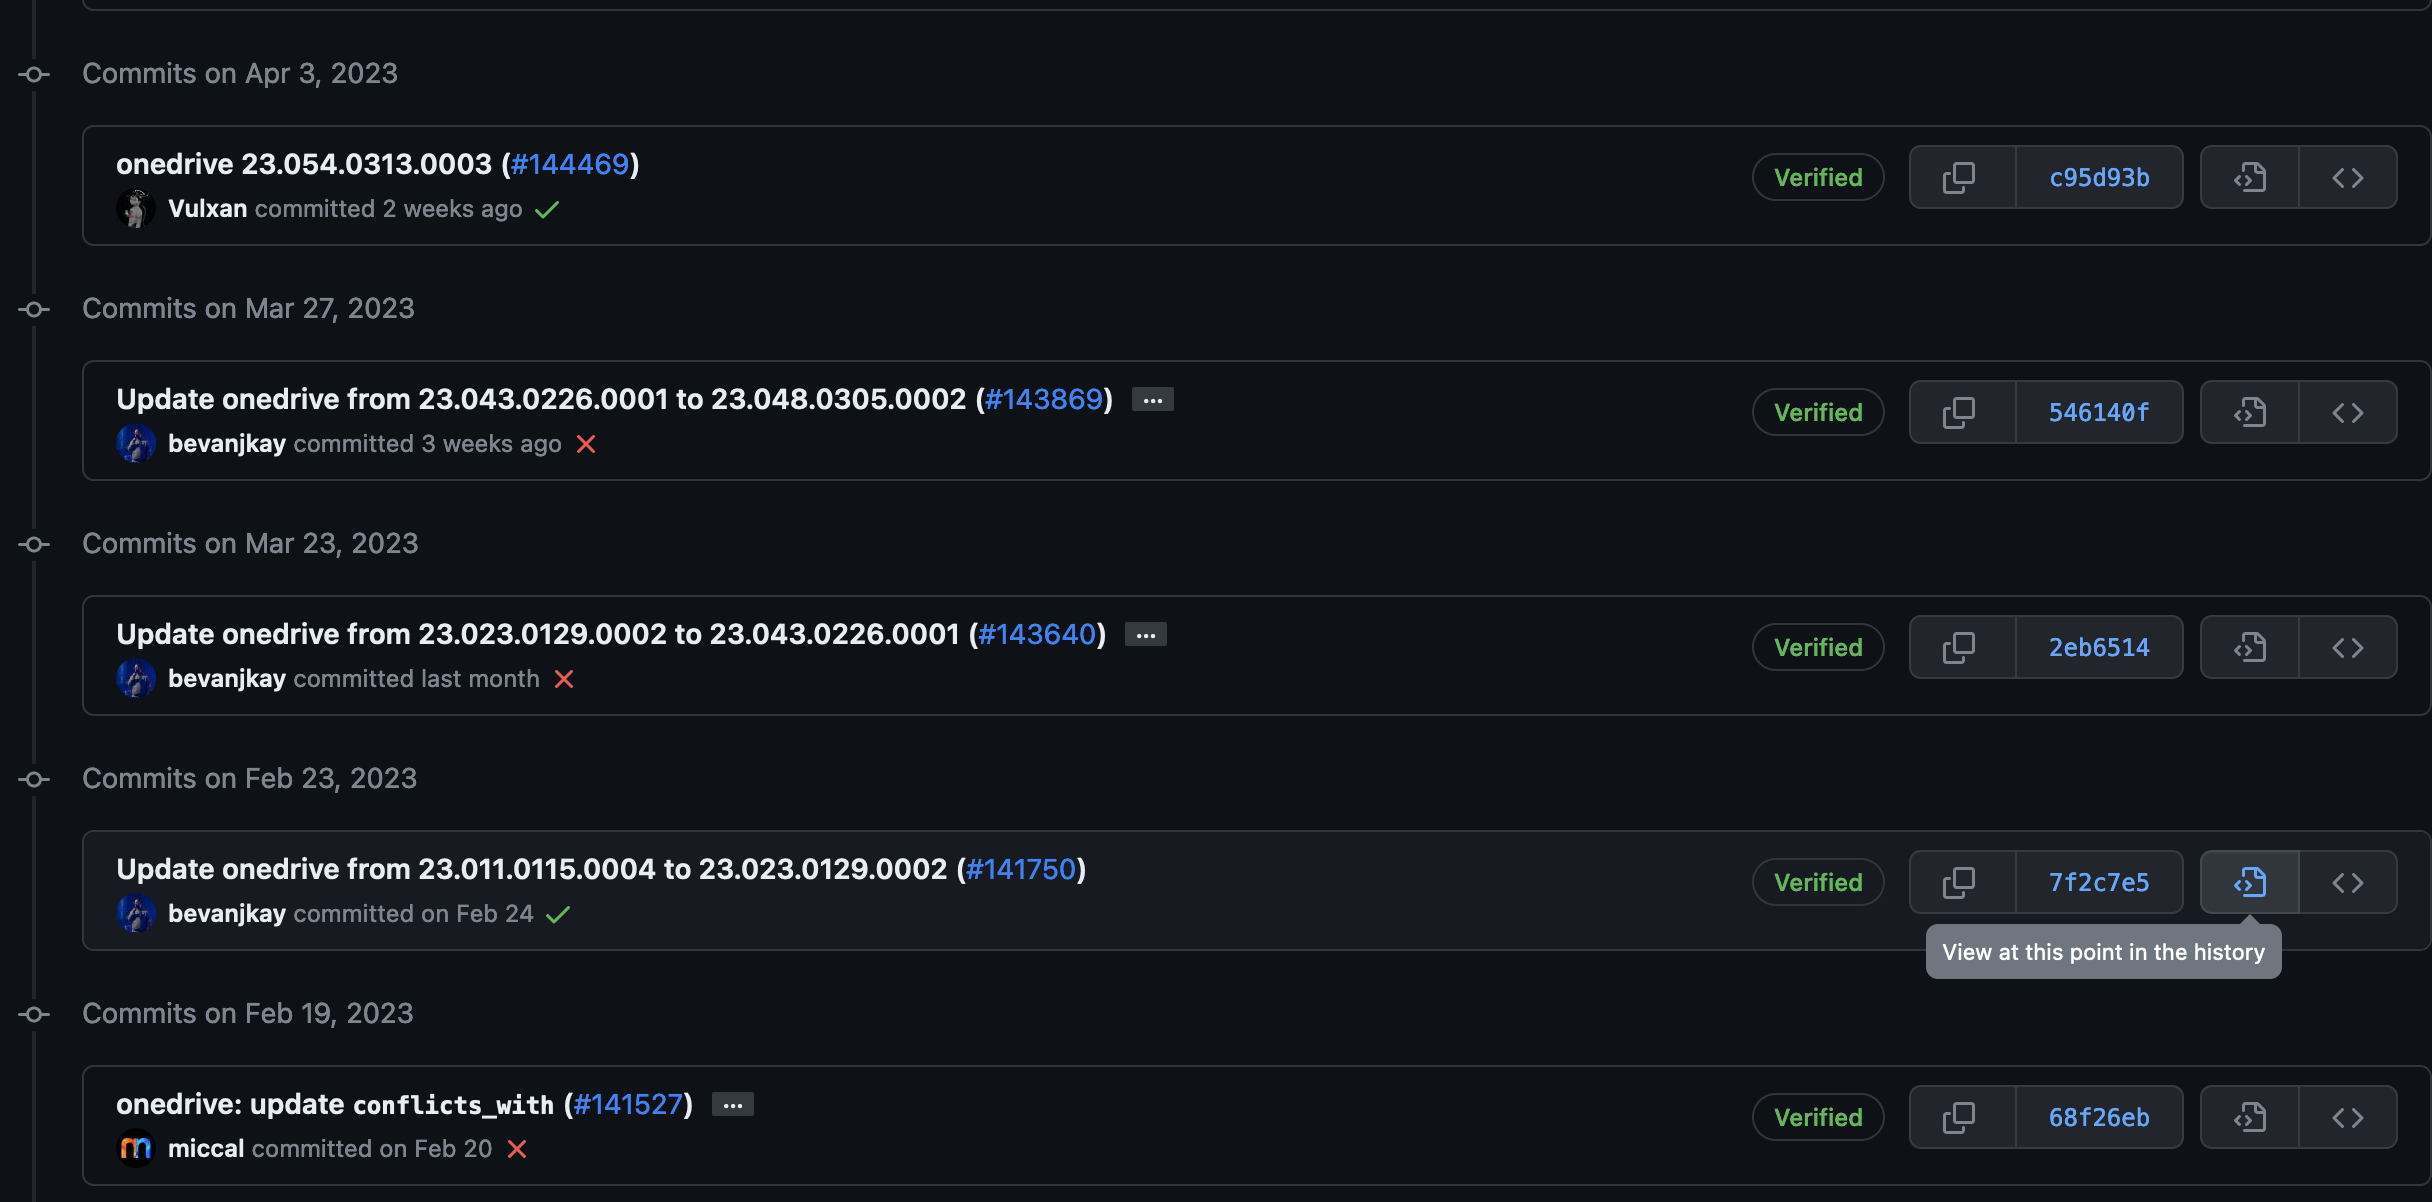 Commits on Apr 3, 2023
onedrive 23.054.0313.0003 (#144469)
Vulxan committed 2 weeks ago
Verified
c95d93b
Commits on Mar 27, 2023
Update onedrive from 23.043.0226.0001 to 23.048.0305.0002 (#143869) ...
bevanjkay committed 3 weeks ago
Verified
546140f
Commits on Mar 23, 2023
Update onedrive from 23.023.0129.0002 to 23.043.0226.0001 (#143640) ...
bevanjkay committed last month
Verified
2eb6514
Commits on Feb 23, 2023
Update onedrive from 23.011.0115.0004 to 23.023.0129.0002 (#141750)
bevanjkay committed on Feb 24
Verified
7f2c7e5
View at this point in the history
Commits on Feb 19, 2023
onedrive: update conflicts_with (#141527) ...
miccal committed on Feb 20
Verified
68f26eb